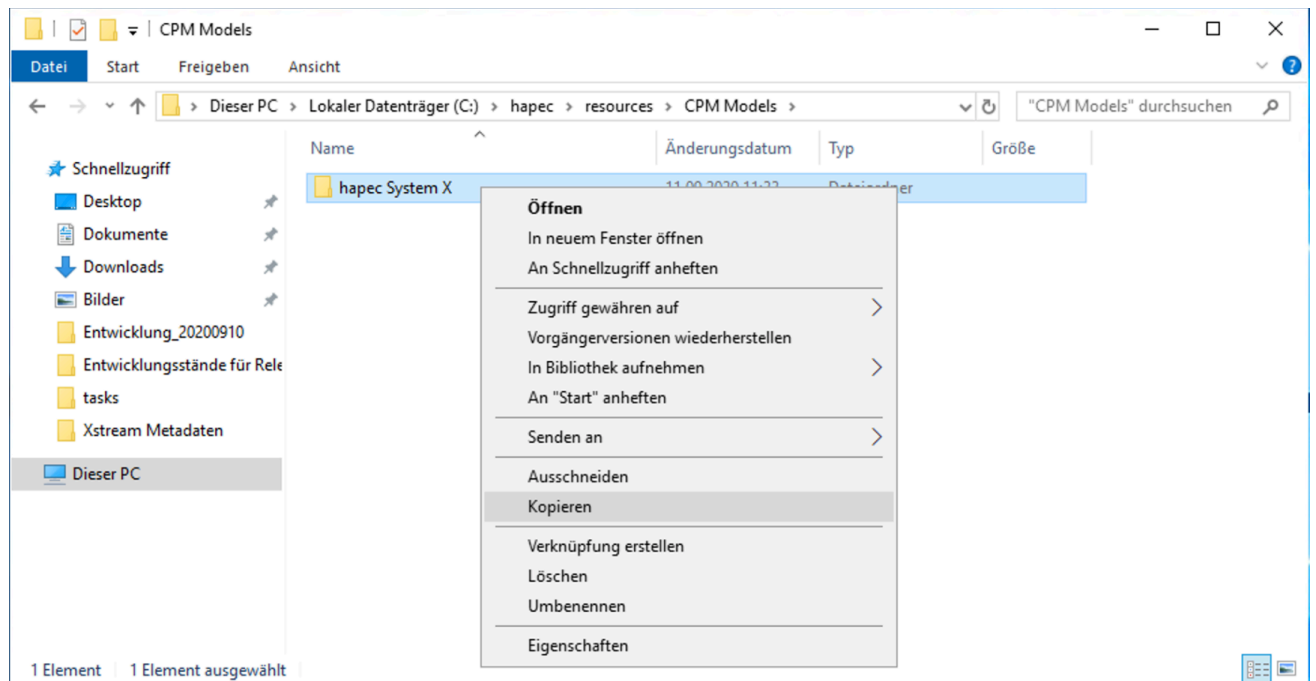 CPM Models
Datei Start Freigeben Ansicht
Dieser PC > Lokaler Datenträger (C:) > hapec > resources > CPM Models >
"CPM Models" durchsuchen
Name Änderungsdatum Typ Größe
Schnellzugriff
Desktop
Dokumente
Downloads
Bilder
Entwicklung_20200910
Entwicklungsstände für Rele
tasks
Xstream Metadaten
Dieser PC
hapec System X
Öffnen
In neuem Fenster öffnen
An Schnellzugriff anheften
Zugriff gewähren auf
Vorgängerversionen wiederherstellen
In Bibliothek aufnehmen
An "Start" anheften
Senden an
Ausschneiden
Kopieren
Verknüpfung erstellen
Löschen
Umbenennen
Eigenschaften
1 Element 1 Element ausgewählt